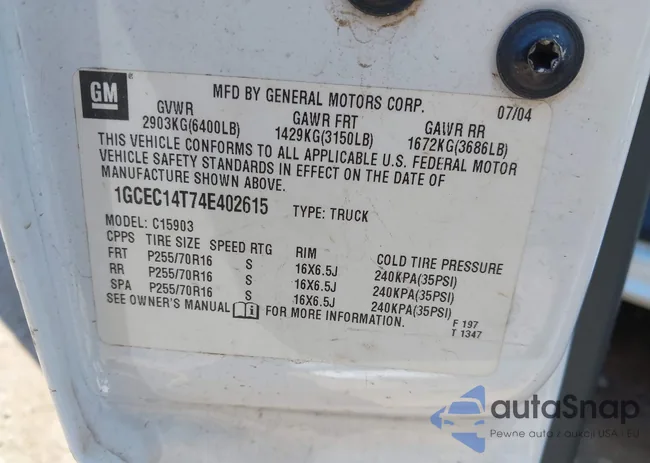 GM
MFD BY GENERAL MOTORS CORP. 07/04
GVWR GAWR FRT GAWR RR
2903KG(6400LB) 1429KG(3150LB) 1672KG(3686LB)
THIS VEHICLE CONFORMS TO ALL APPLICABLE U.S. FEDERAL MOTOR
VEHICLE SAFETY STANDARDS IN EFFECT ON THE DATE OF
MANUFACTURE SHOWN ABOVE.
1GCEC14T74E402615 TYPE: TRUCK
MODEL: C15903
CPPS TIRE SIZE SPEED RTG RIM COLD TIRE PRESSURE
FRT P255/70R16 S 16X6.5J 240KPA(35PSI)
RR P255/70R16 S 16X6.5J 240KPA(35PSI)
SPA P255/70R16 S 16X6.5J 240KPA(35PSI)
SEE OWNER'S MANUAL FOR MORE INFORMATION.
F 197
T 1347
autaSnap
Pewne auta z aukcji USA - EU